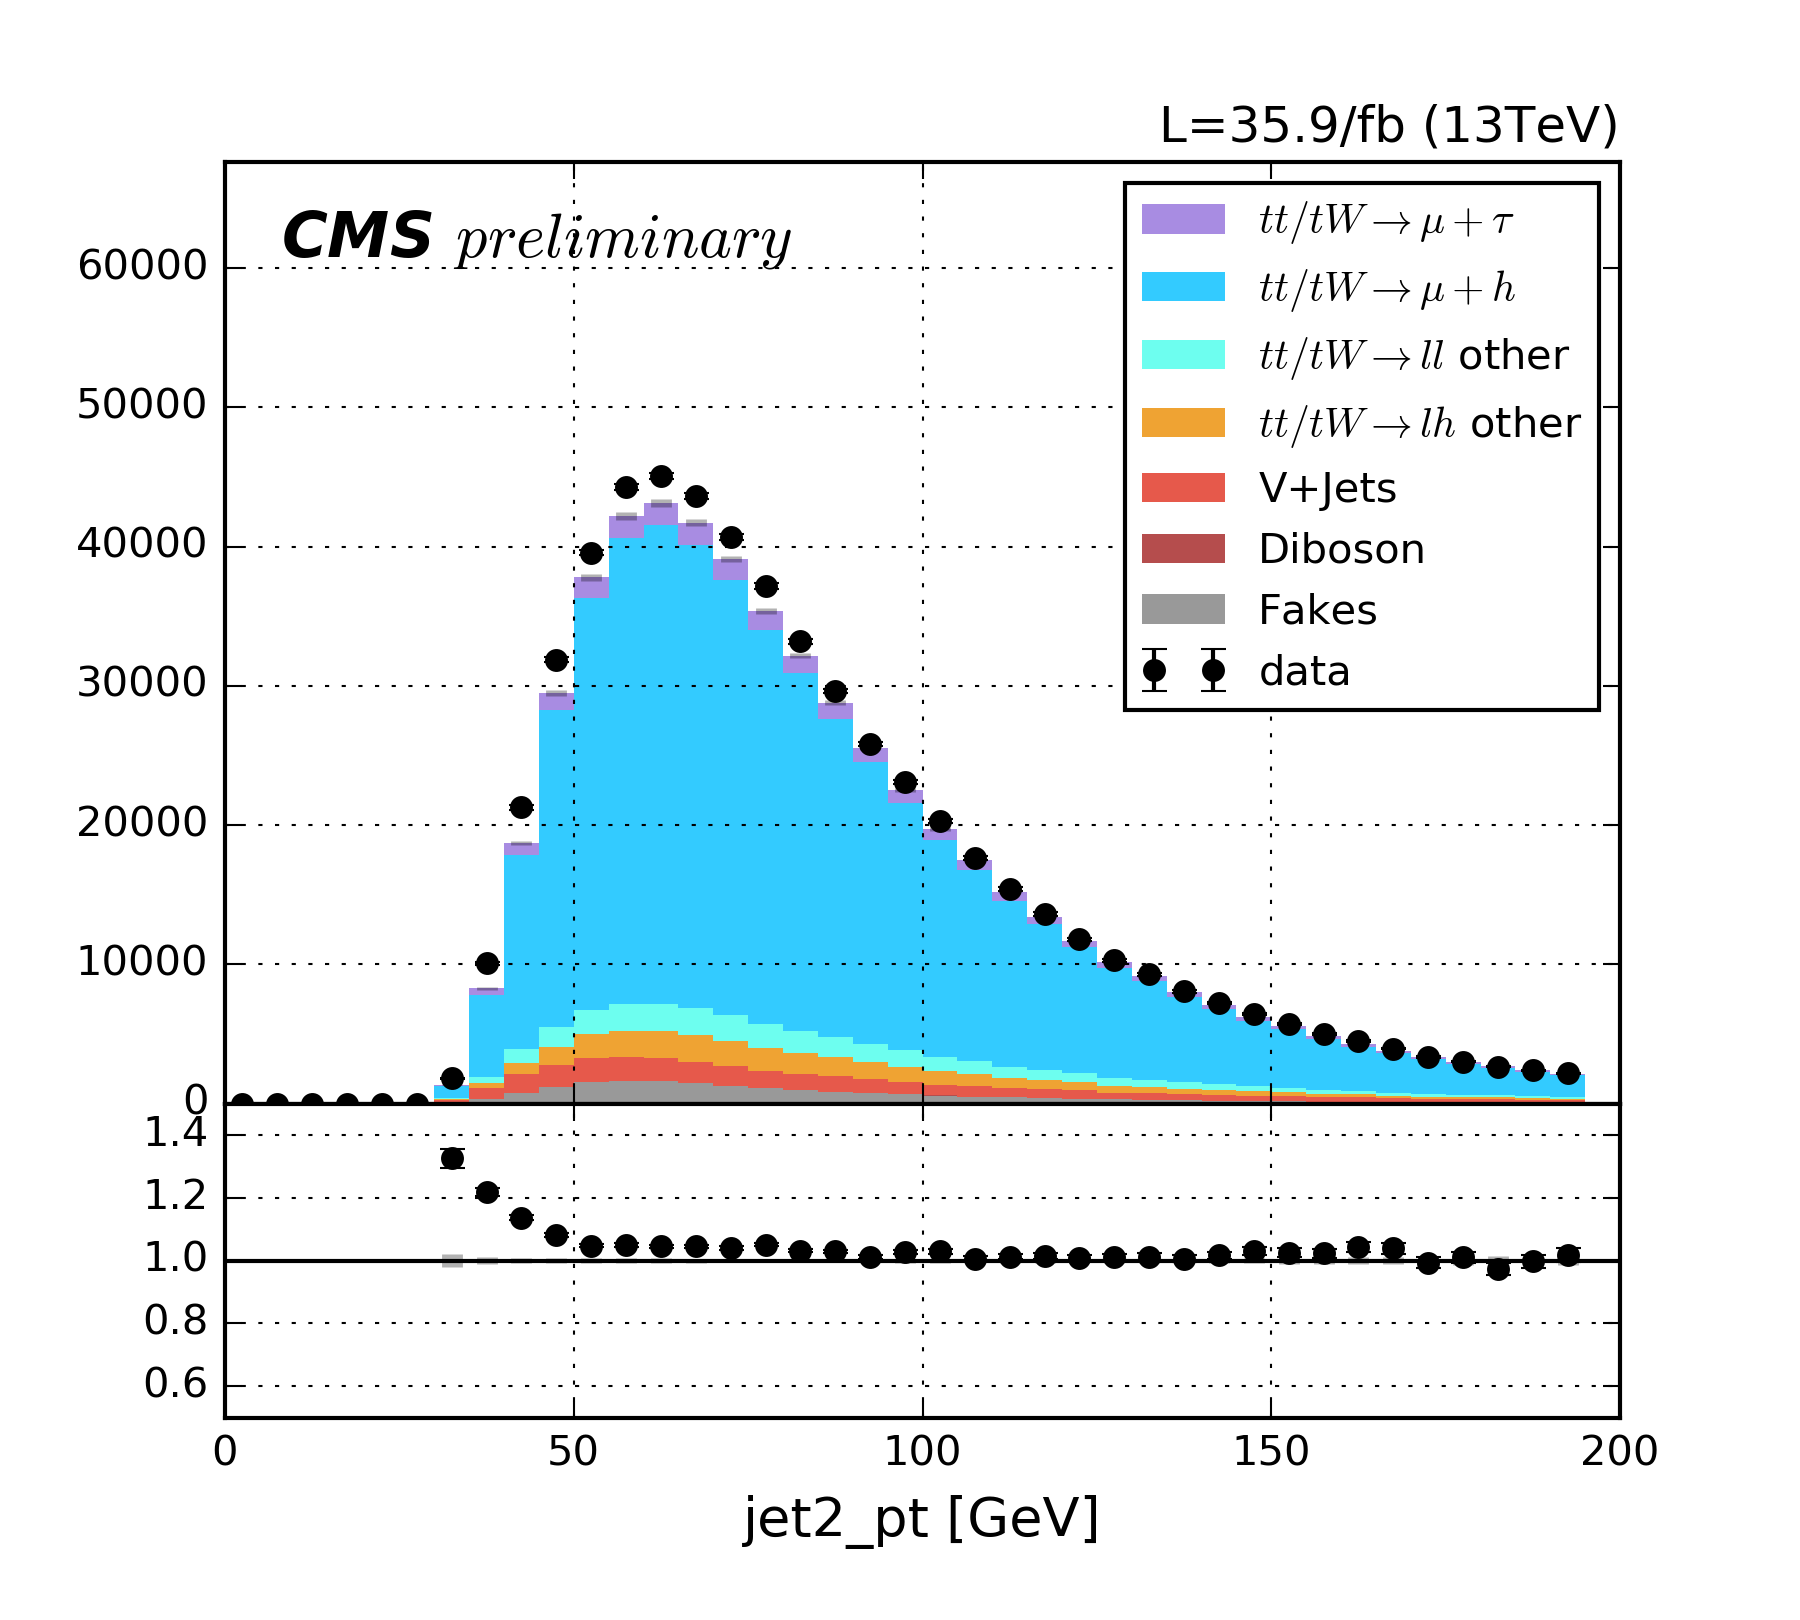 L=35.9/fb (13TeV)
CMS preliminary
60000
50000
40000
30000
20000
10000
0
tt/tW→μ+τ
tt/tW→μ+h
tt/tW→ll other
tt/tW→lh other
V+Jets
Diboson
Fakes
data
1.4
1.2
1.0
0.8
0.6
0 50 100 150 200
jet2_pt [GeV]